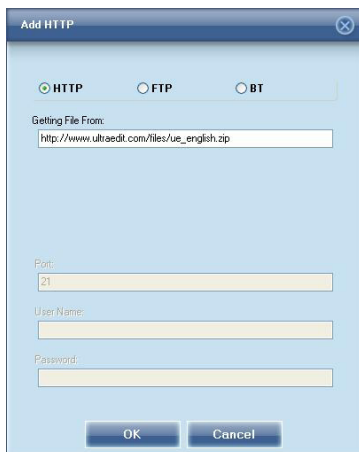 Add HTTP
HTTP FTP BT
Getting File From:
http://www.ultraedit.com/files/ue_english.zip
Port:
21
User Name:
Password:
OK Cancel